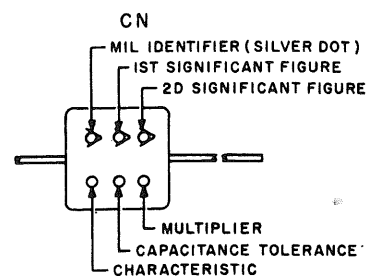 CN
MIL IDENTIFIER (SILVER DOT)
1ST SIGNIFICANT FIGURE
2D SIGNIFICANT FIGURE
MULTIPLIER
CAPACITANCE TOLERANCE
CHARACTERISTIC